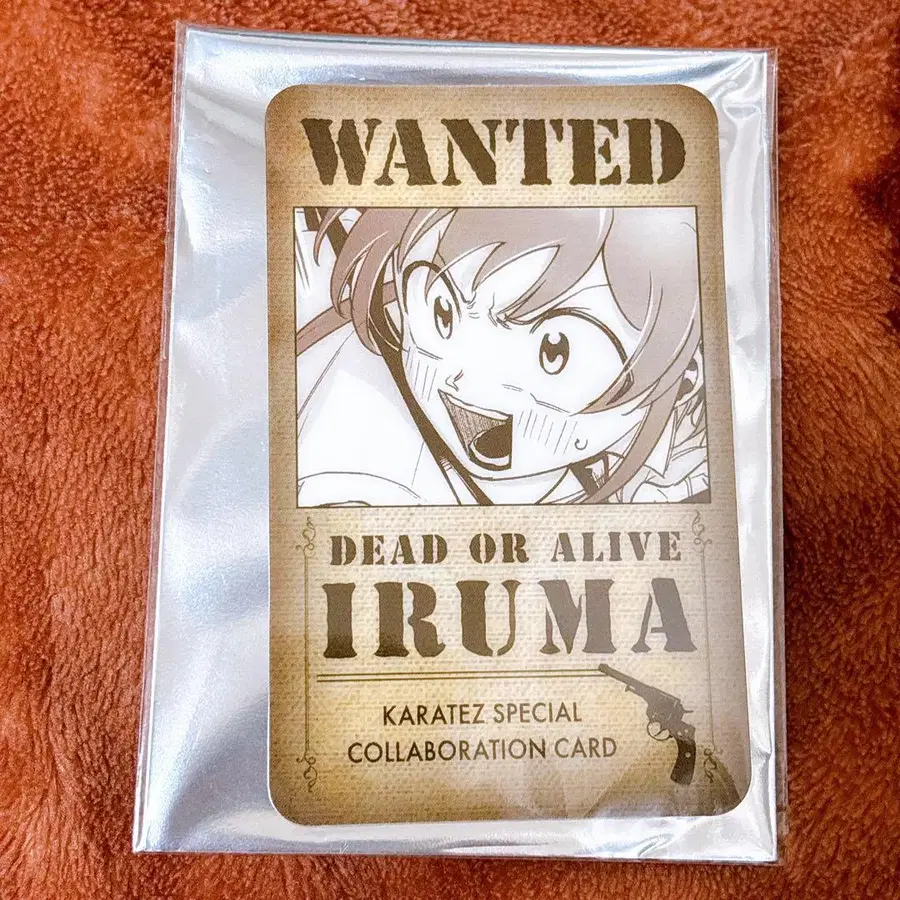 WANTED
DEAD OR ALIVE
IRUMA
KARATEZ SPECIAL
COLLABORATION CARD